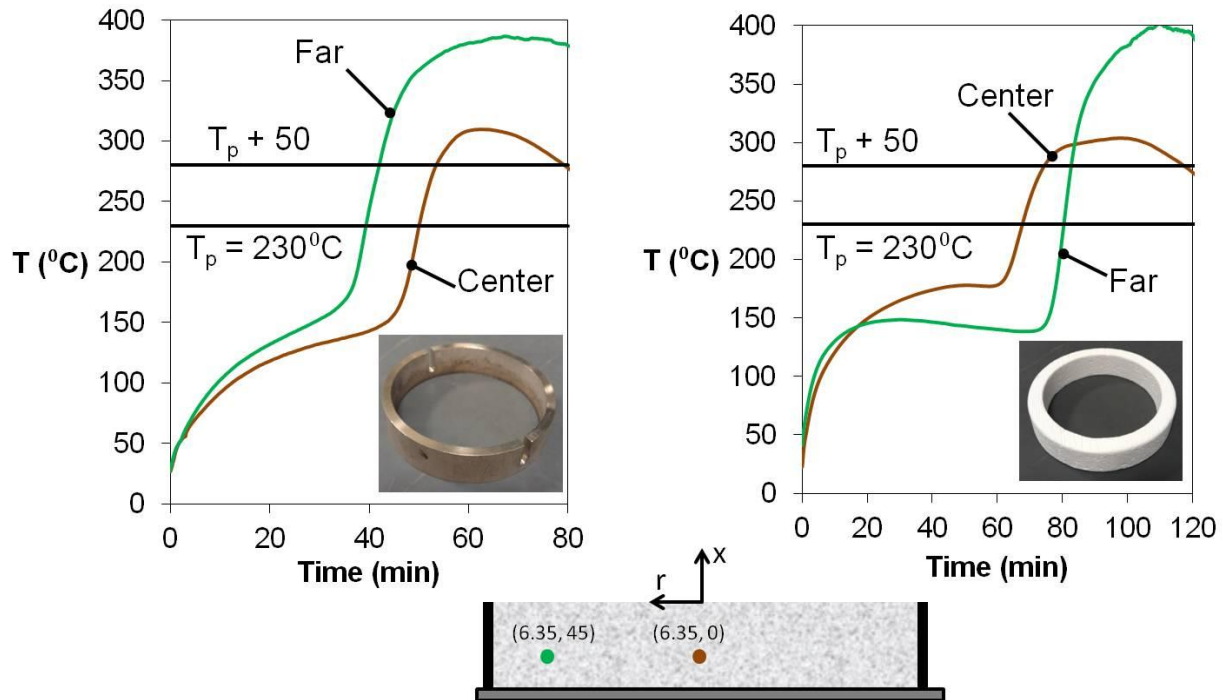 400
350
300
250
200
150
100
50
0
T (⁰C)
Far
Tp + 50
Tp = 230⁰C
Center
0
20
40
60
80
Time (min)
400
350
300
250
200
150
100
50
0
T (⁰C)
Center
Tp + 50
Tp = 230⁰C
Far
0
20
40
60
80
100
120
Time (min)
x
r
(6.35, 45)
(6.35, 0)